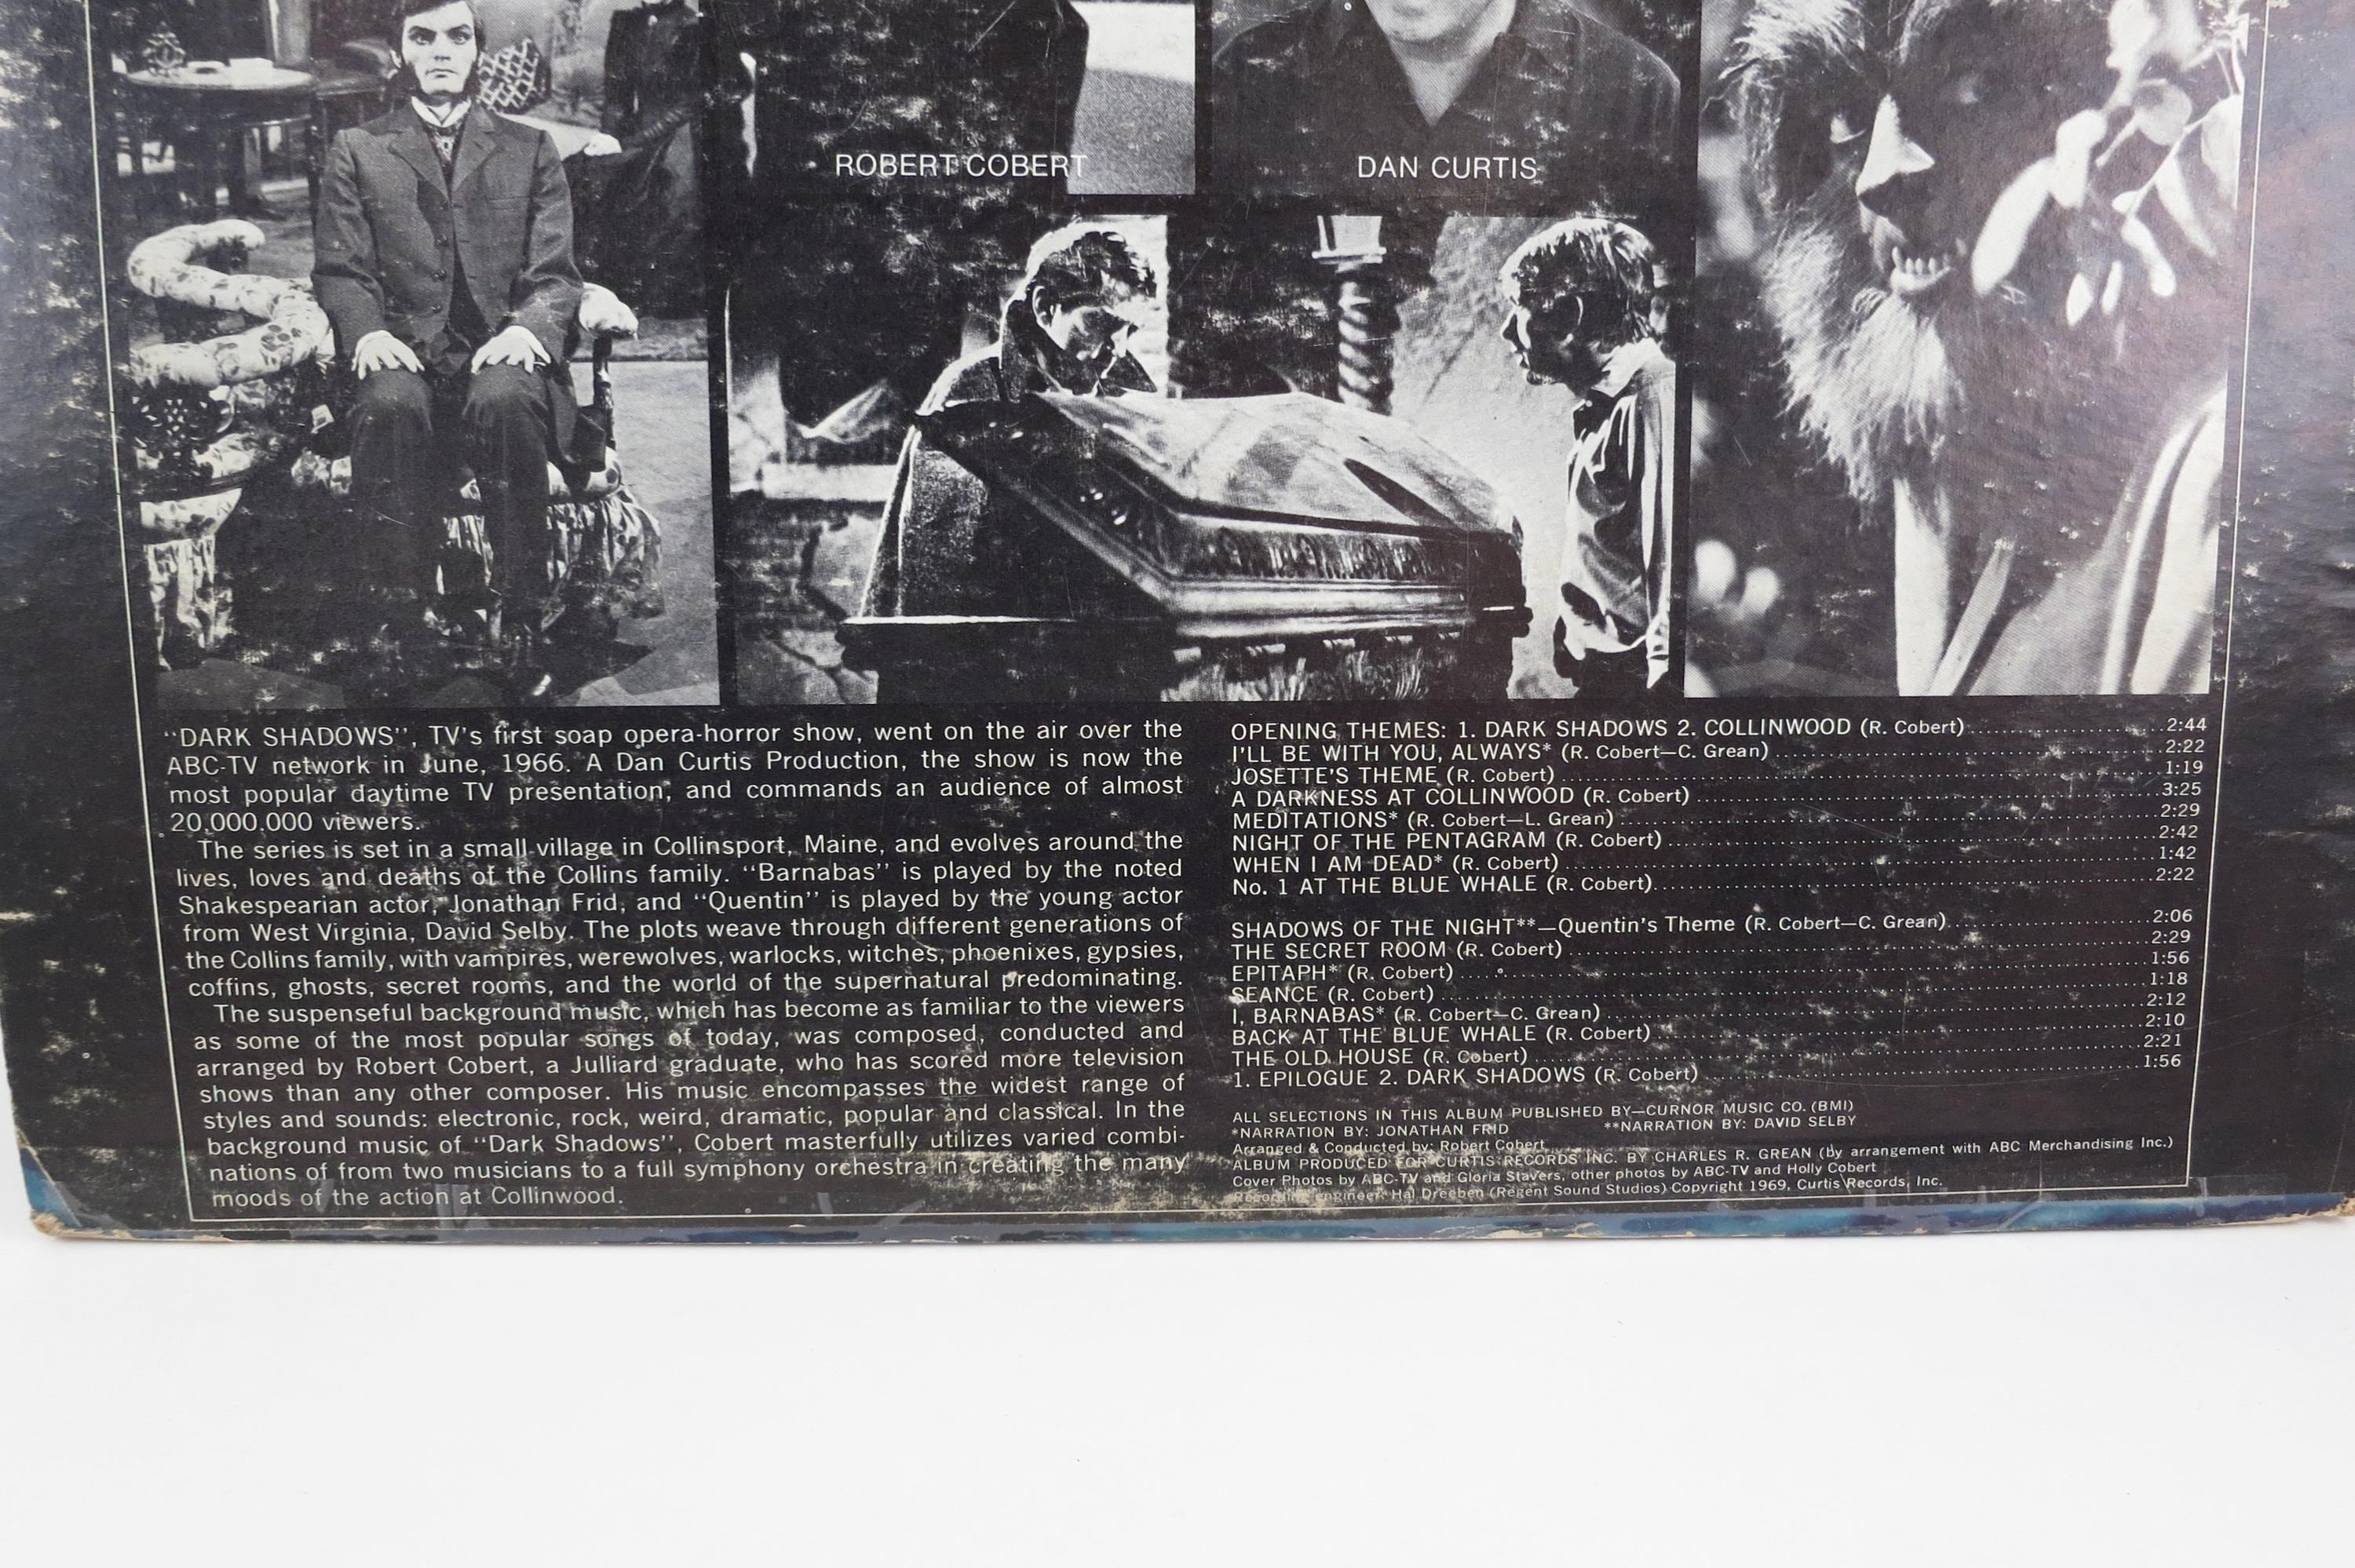 ROBERT COBERT
DAN CURTIS
“DARK SHADOWS”, TV's first soap opera-horror show, went on the air over the
ABC-TV network in June, 1966. A Dan Curtis Production, the show is now the
most popular daytime TV presentation, and commands an audience of almost
20,000,000 viewers.
The series is set in a small village in Collinsport, Maine, and evolves around the
lives, loves and deaths of the Collins family. “Barnabas” is played by the noted
Shakespearian actor, Jonathan Frid, and “Quentin” is played by the young actor
from West Virginia, David Selby. The plots weave through different generations of
the Collins family, with vampires, werewolves, warlocks, witches, phoenixes, gypsies,
coffins, ghosts, secret rooms, and the world of the supernatural predominating.
The suspenseful background music, which has become as familiar to the viewers
as some of the most popular songs of today, was composed, conducted and
arranged by Robert Cobert, a Julliard graduate, who has scored more television
shows than any other composer. His music encompasses the widest range of
styles and sounds: electronic, rock, weird, dramatic, popular and classical. In the
background music of “Dark Shadows”, Cobert masterfully utilizes varied combi-
nations of from two musicians to a full symphony orchestra in creating the many
moods of the action at Collinwood.
OPENING THEMES: 1. DARK SHADOWS 2. COLLINWOOD (R. Cobert) 2:44
I'LL BE WITH YOU, ALWAYS* (R. Cobert—C. Grean) 2:22
JOSETTE'S THEME (R. Cobert) 1:19
A DARKNESS AT COLLINWOOD (R. Cobert) 3:25
MEDITATIONS* (R. Cobert—L. Grean) 2:29
NIGHT OF THE PENTAGRAM (R. Cobert) 2:42
WHEN I AM DEAD* (R. Cobert) 1:42
No. 1 AT THE BLUE WHALE (R. Cobert) 2:22
SHADOWS OF THE NIGHT**—Quentin's Theme (R. Cobert—C. Grean) 2:06
THE SECRET ROOM (R. Cobert) 2:29
EPITAPH* (R. Cobert) 1:56
SEANCE (R. Cobert) 1:18
I, BARNABAS* (R. Cobert—C. Grean) 2:12
BACK AT THE BLUE WHALE (R. Cobert) 2:10
THE OLD HOUSE (R. Cobert) 2:21
1. EPILOGUE 2. DARK SHADOWS (R. Cobert) 1:56
ALL SELECTIONS IN THIS ALBUM PUBLISHED BY—CURNOR MUSIC CO. (BMI)
*NARRATION BY: JONATHAN FRID **NARRATION BY: DAVID SELBY
Arranged & Conducted by: Robert Cobert
ALBUM PRODUCED FOR CURTIS RECORDS INC. BY CHARLES R. GREAN (by arrangement with ABC Merchandising Inc.)
Cover Photos by ABC-TV and Gloria Stavers, other photos by ABC-TV and Holly Cobert
Recording engineer: Hal Dreeben (Regent Sound Studios) Copyright 1969, Curtis Records, Inc.